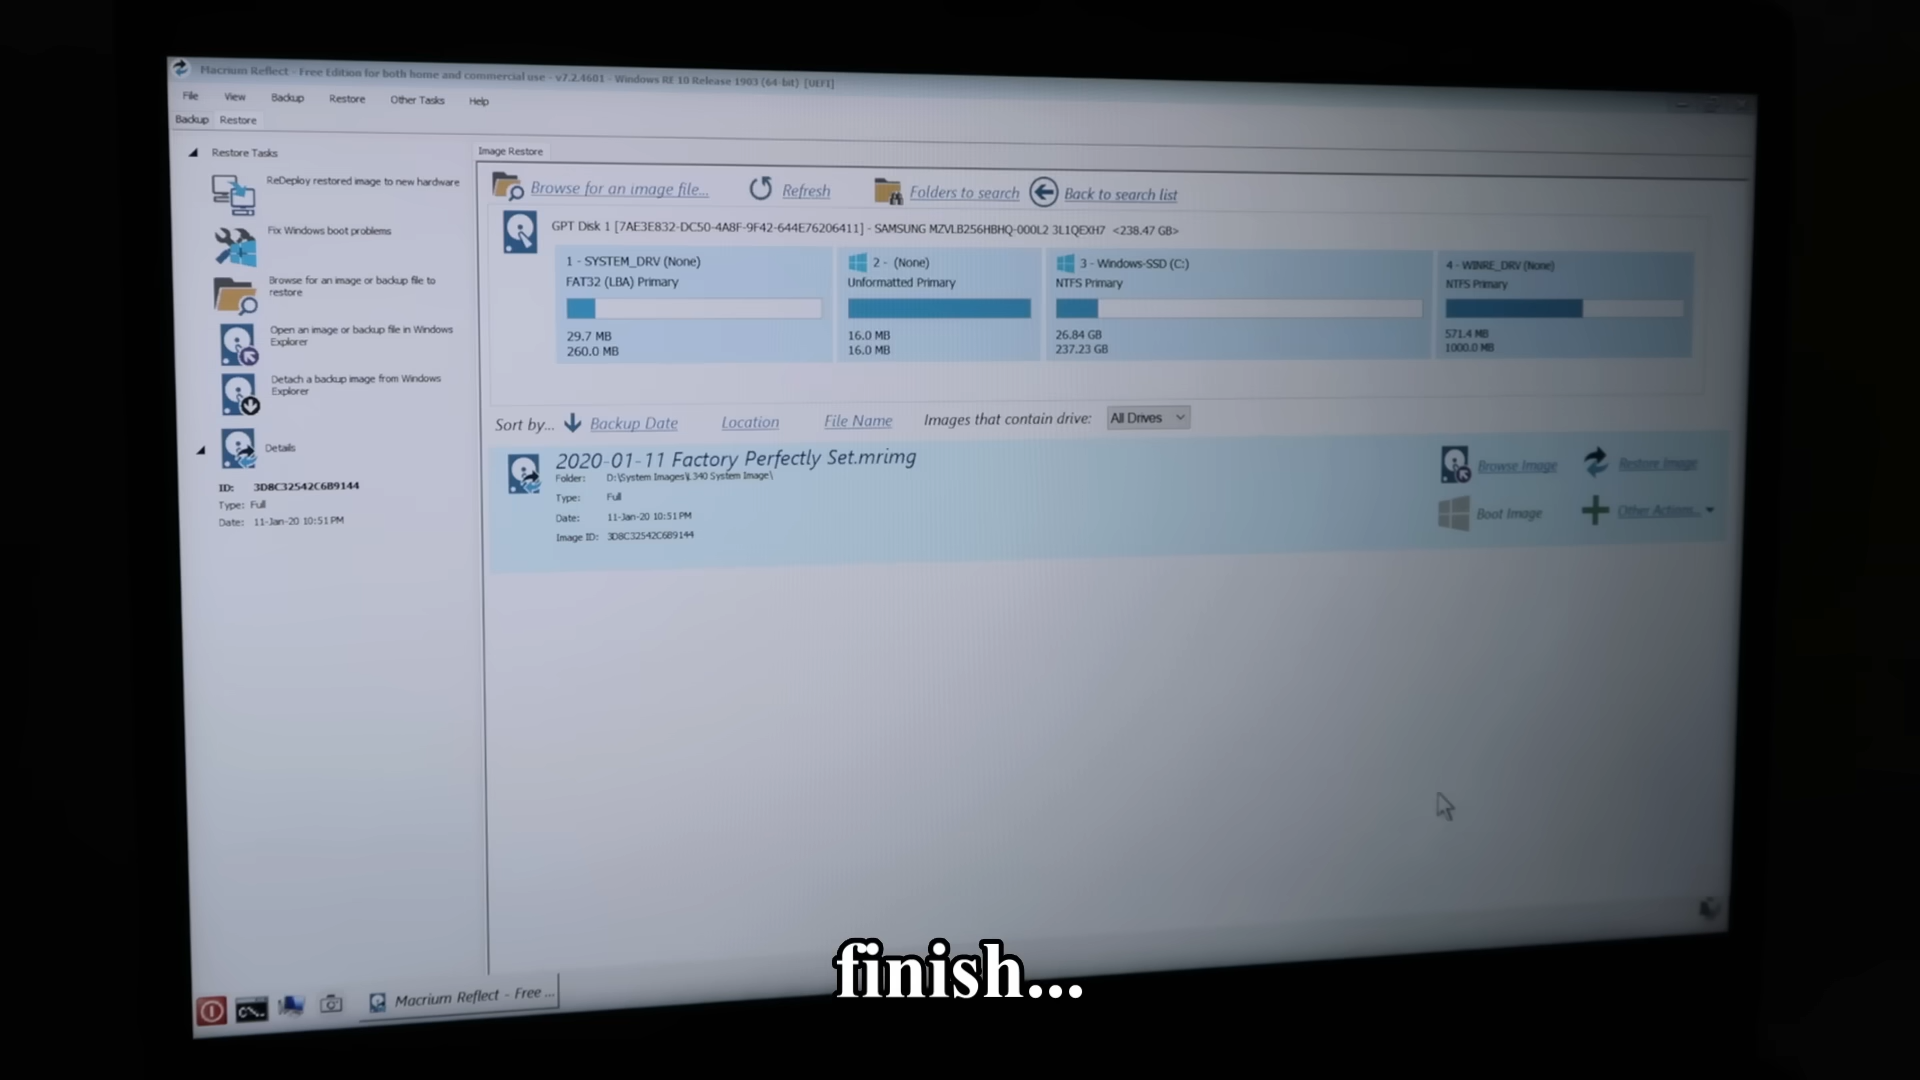 Macrium Reflect - Free Edition for both home and commercial use - v7.2.4601 - Windows RE 10 Release 1903 (64-bit) [UEFI]
File View Backup Restore Other Tasks Help
Backup Restore
Restore Tasks
ReDeploy restored image to new hardware
Fix Windows boot problems
Browse for an image or backup file to
restore
Open an image or backup file in Windows
Explorer
Detach a backup image from Windows
Explorer
Details
ID: 3D8C32542C6B9144
Type: Full
Date: 11-Jan-20 10:51 PM
Image Restore
Browse for an image file... Refresh Folders to search Back to search list
GPT Disk 1 [7AE3E832-DC50-4A8F-9F42-644E76206411] - SAMSUNG MZVLB256HBHQ-000L2 3L1QEXH7 <238.47 GB>
1 - SYSTEM_DRV (None)
FAT32 (LBA) Primary
29.7 MB
260.0 MB
2 - (None)
Unformatted Primary
16.0 MB
16.0 MB
3 - Windows-SSD (C:)
NTFS Primary
26.84 GB
237.23 GB
4 - WINRE_DRV (None)
NTFS Primary
571.4 MB
1000.0 MB
Sort by... Backup Date Location File Name Images that contain drive: All Drives
2020-01-11 Factory Perfectly Set.mrimg
Folder: D:\System Images\L340 System Image\
Type: Full
Date: 11-Jan-20 10:51 PM
Image ID: 3D8C32542C6B9144
Browse Image Restore Image
Boot Image Other Actions...
C:\.
Macrium Reflect - Free ...
finish...